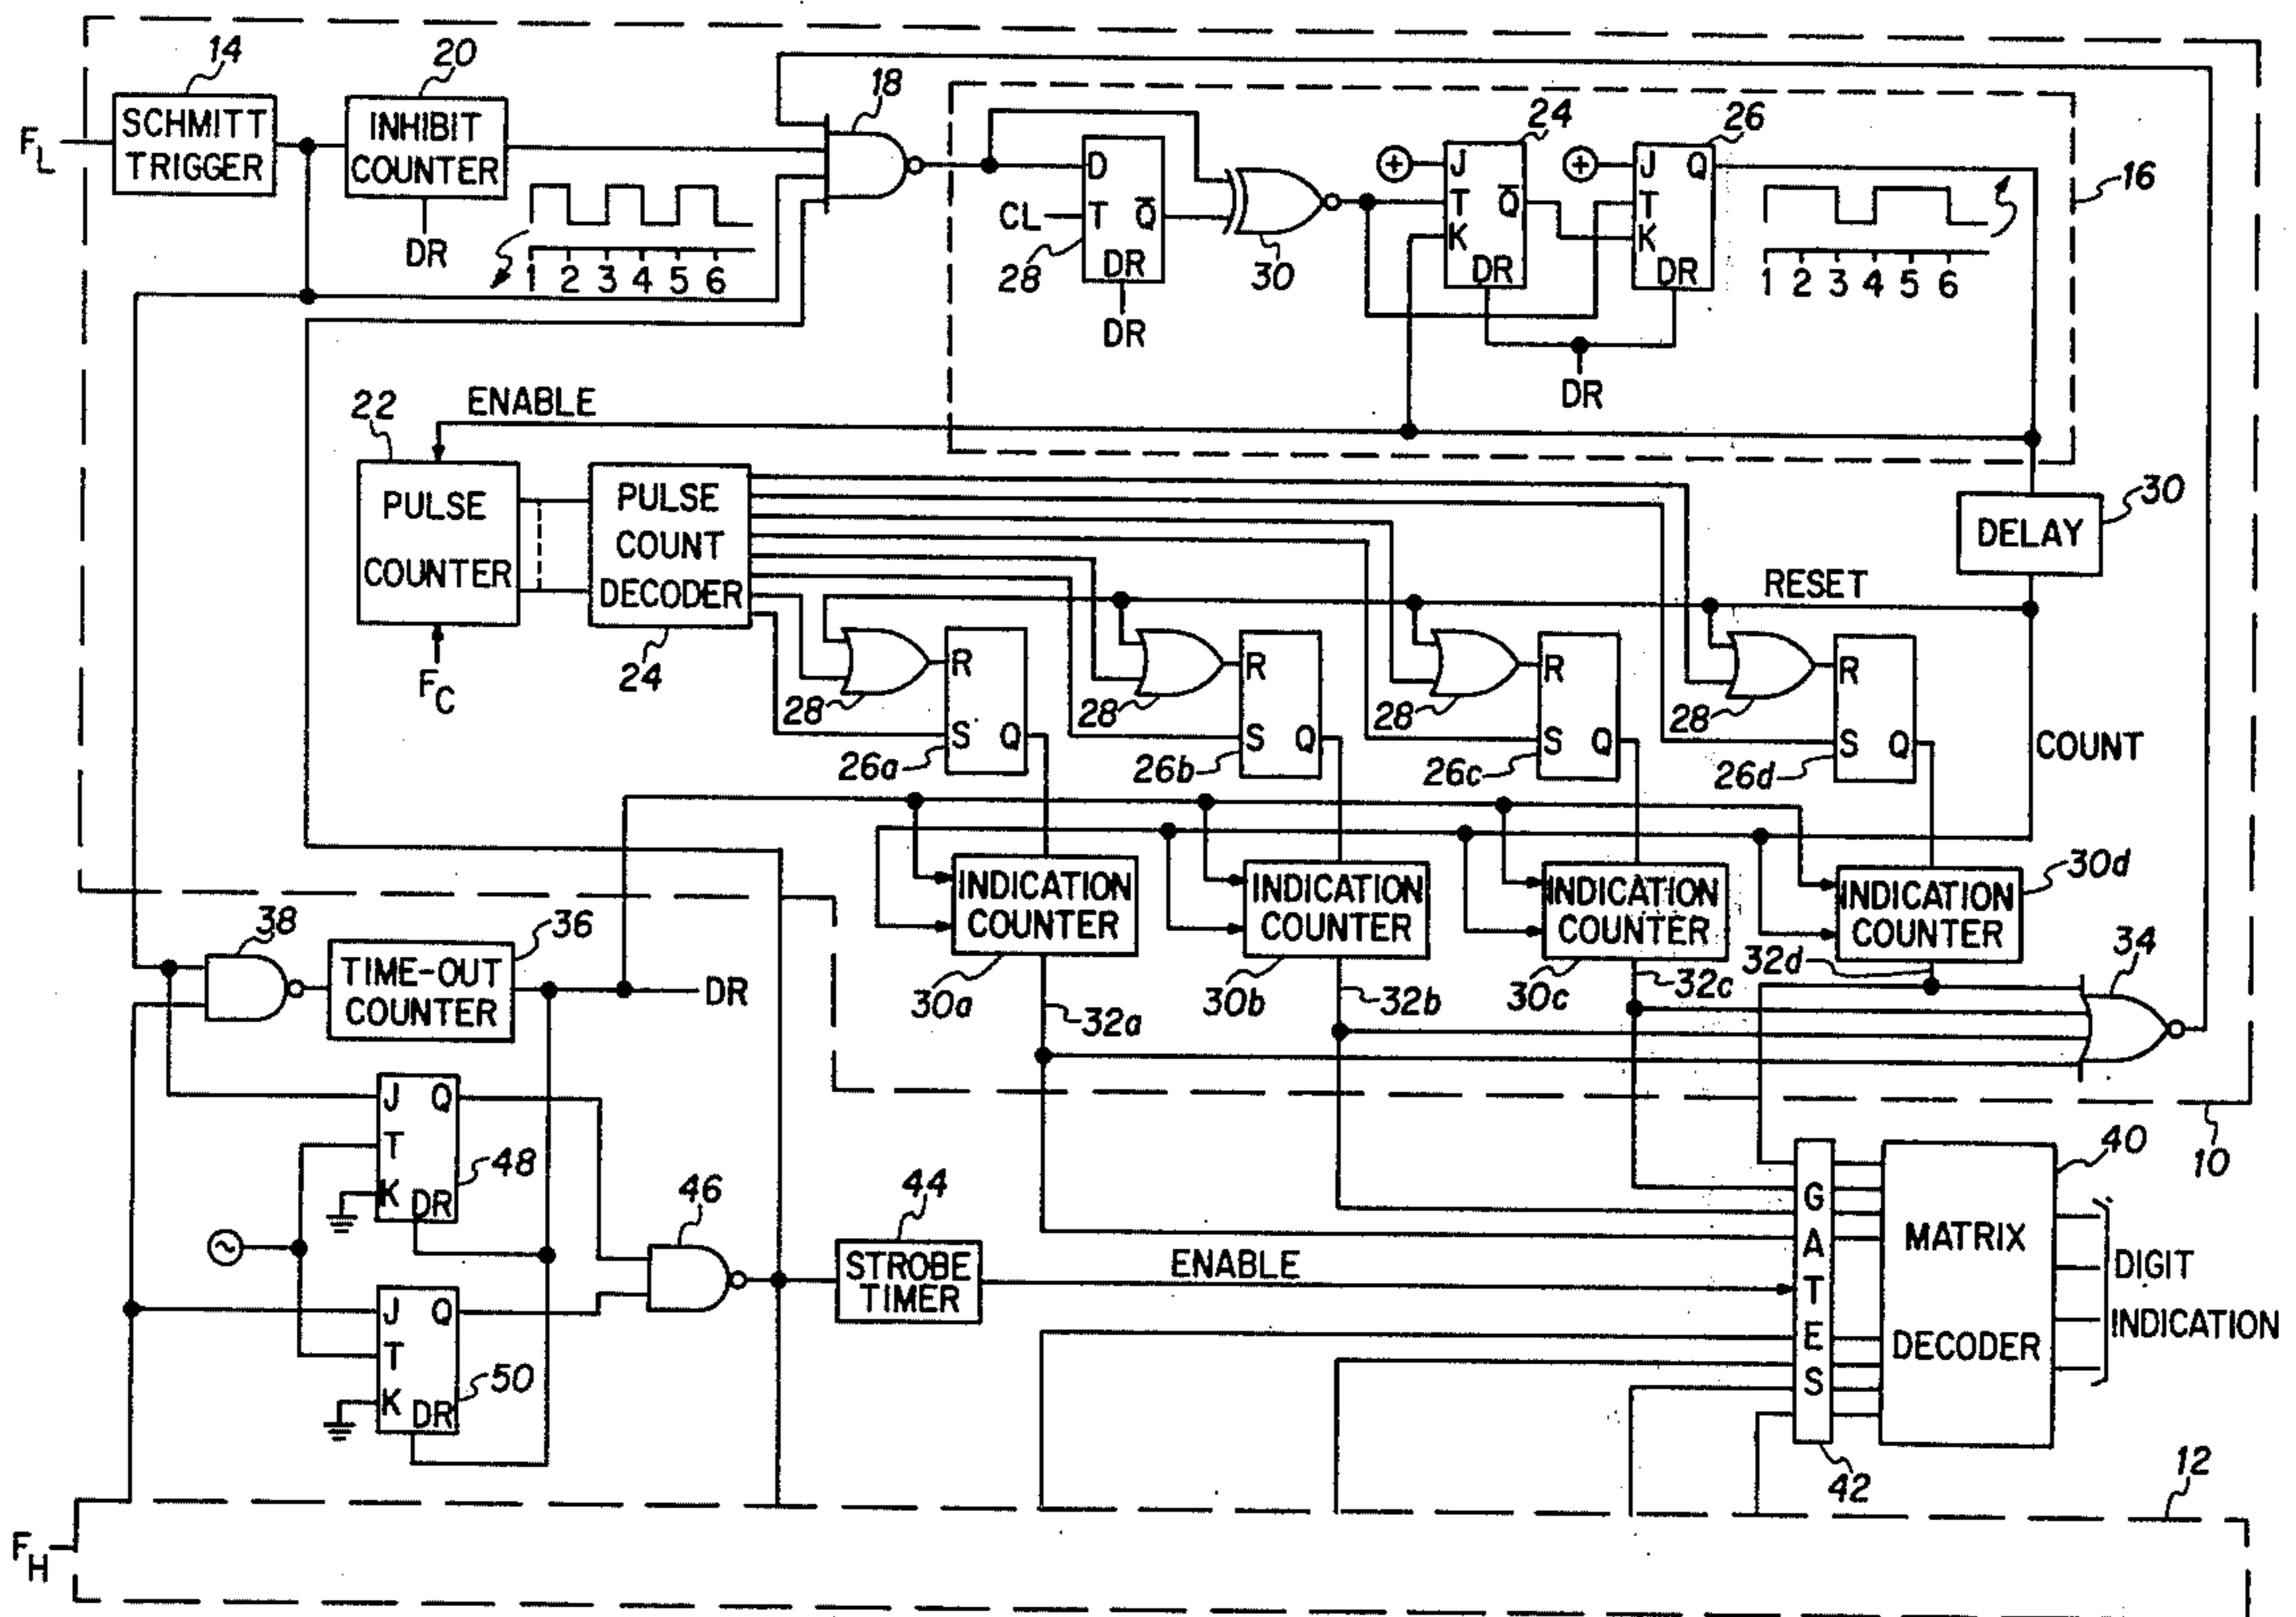 14
20
18
SCHMITT
TRIGGER
INHIBIT
COUNTER
F_L
DR
1 2 3 4 5 6
24
26
16
D
T Q̅
DR
CL
28
DR
30
J
T Q̅
K
DR
J Q
T
K
DR
DR
1 2 3 4 5 6
22
ENABLE
PULSE
COUNTER
F_C
PULSE
COUNT
DECODER
24
30
DELAY
RESET
28
R
S Q
26a
28
R
S Q
26b
28
R
S Q
26c
28
R
S Q
26d
COUNT
INDICATION
COUNTER
30a
32a
INDICATION
COUNTER
30b
32b
INDICATION
COUNTER
30c
32c
INDICATION
COUNTER
30d
32d
34
38
36
TIME-OUT
COUNTER
DR
J Q
T
K DR
48
J Q
T
K DR
50
46
44
STROBE
TIMER
ENABLE
GATES
42
40
MATRIX
DECODER
DIGIT
INDICATION
10
12
F_H